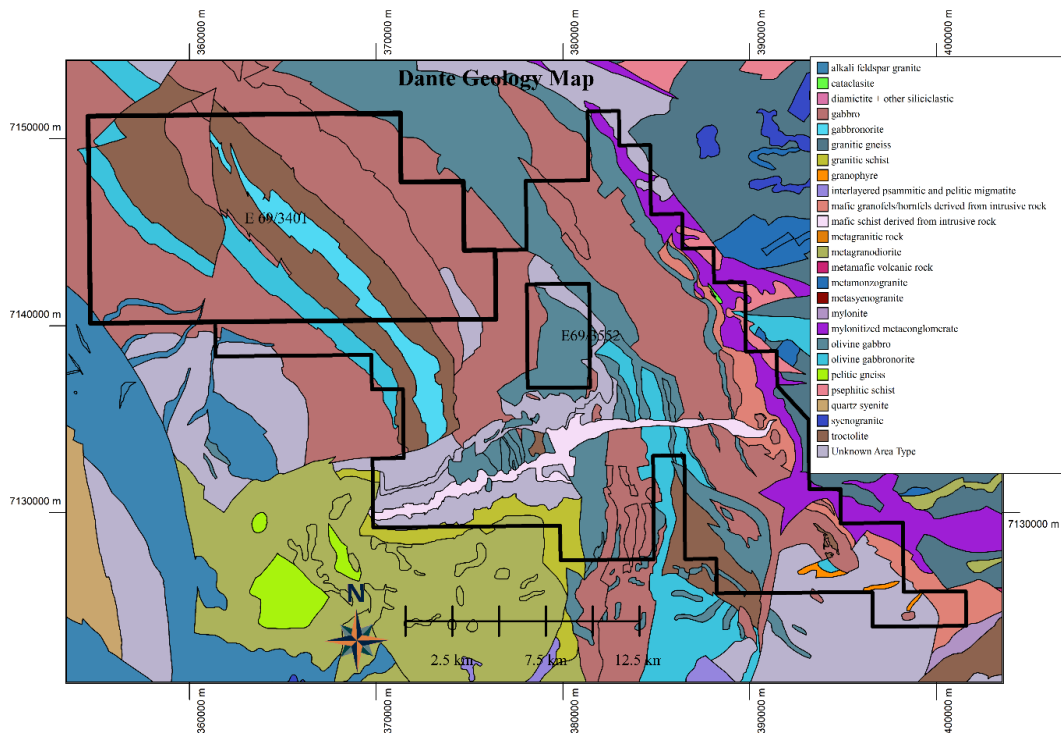 360000 m
370000 m
380000 m
390000 m
400000 m
Dante Geology Map
alkali feldspar granite
cataclasite
diamictite + other siliciclastic
gabbro
gabbronorite
granitic gneiss
granitic schist
granophyre
interlayered psammitic and pelitic migmatite
mafic granofels/hornfels derived from intrusive rock
mafic schist derived from intrusive rock
metagranitic rock
metagranodiorite
metamafic volcanic rock
metamonzogranite
metasyenogranite
mylonite
mylonitized metaconglomerate
olivine gabbro
olivine gabbronorite
pelitic gneiss
psephitic schist
quartz syenite
syenogranite
troctolite
Unknown Area Type
7150000 m
E 69/3401
7140000 m
E69/3552
7130000 m
7130000 m
N
2.5 km
7.5 km
12.5 km
360000 m
370000 m
380000 m
390000 m
400000 m